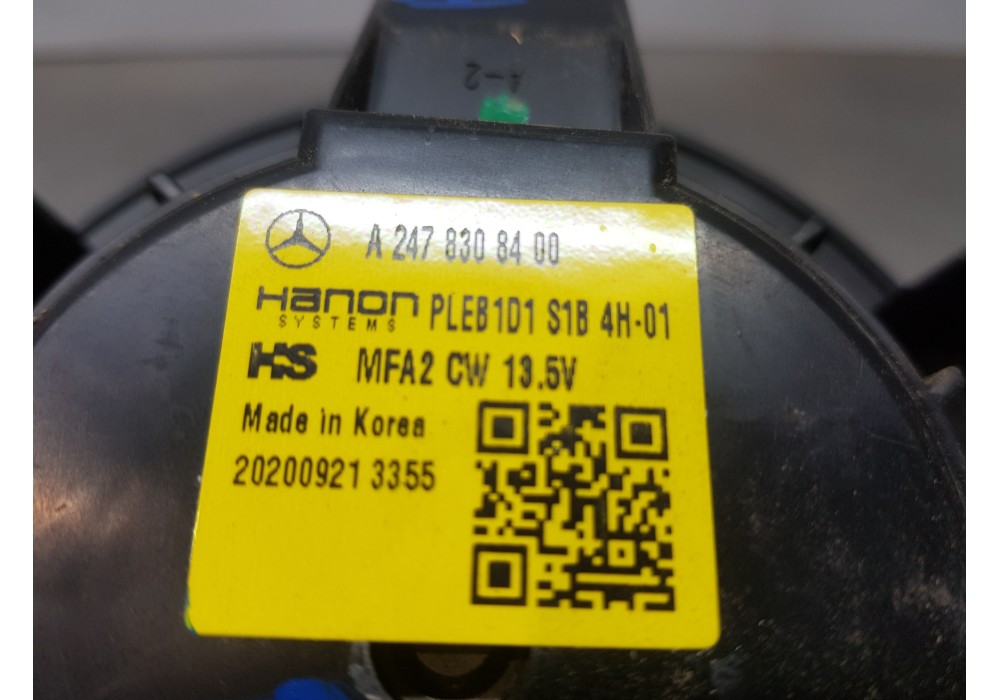 A-2
A 247 830 84 00
Hanon PLEB1D1 S1B 4H-01
SYSTEMS
HS MFA2 CW 13.5V
Made in Korea
20200921 3355